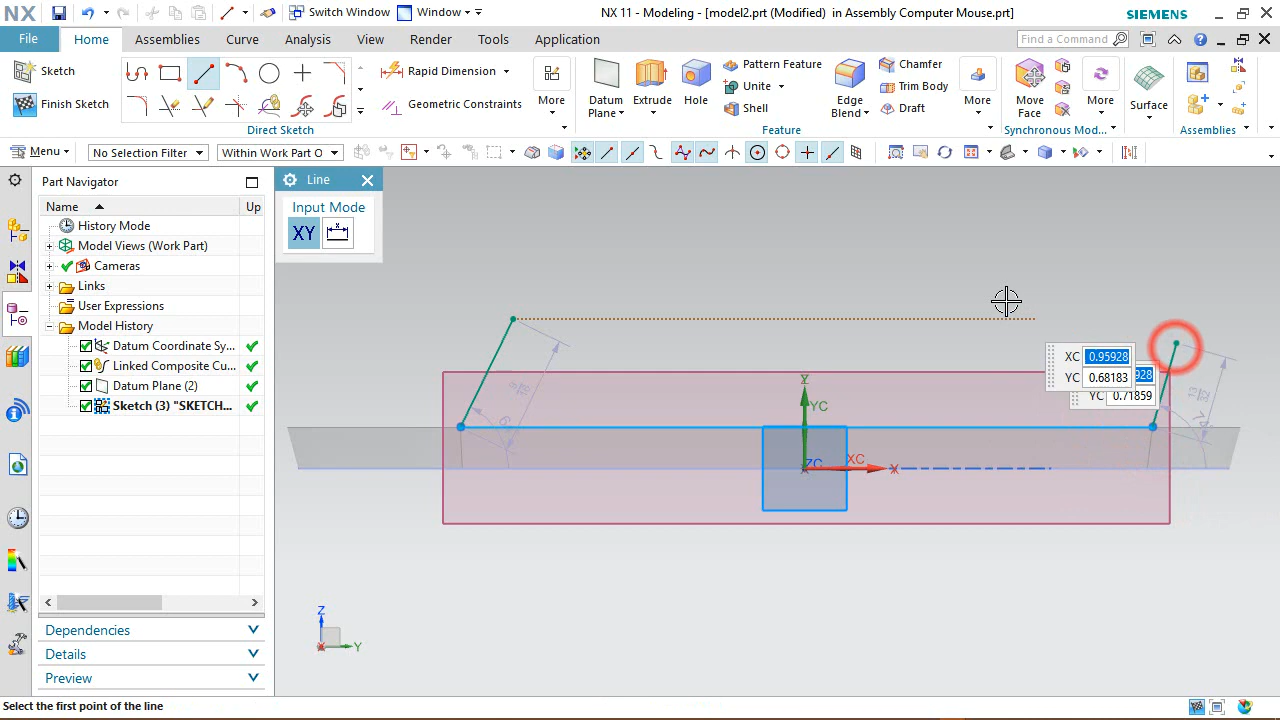 NX Switch Window Window NX 11 - Modeling - [model2.prt (Modified) in Assembly Computer Mouse.prt] SIEMENS
File Home Assemblies Curve Analysis View Render Tools Application Find a Command
Sketch Rapid Dimension Pattern Feature Chamfer
Unite Trim Body
Finish Sketch Geometric Constraints More Datum Plane Extrude Hole Shell Edge Blend Draft More Move Face More Surface
Direct Sketch Feature Synchronous Mod... Assemblies
Menu No Selection Filter Within Work Part O
Part Navigator Line
Name Up Input Mode
History Mode XY
Model Views (Work Part)
Cameras
Links
User Expressions
Model History
Datum Coordinate Sy...
Linked Composite Cu...
Datum Plane (2)
Sketch (3) "SKETCH...
XC 0.95928
928
YC 0.68183
YC 0.71859
YC
ZC XC X
Z
Y
X
Dependencies
Details
Preview
Select the first point of the line